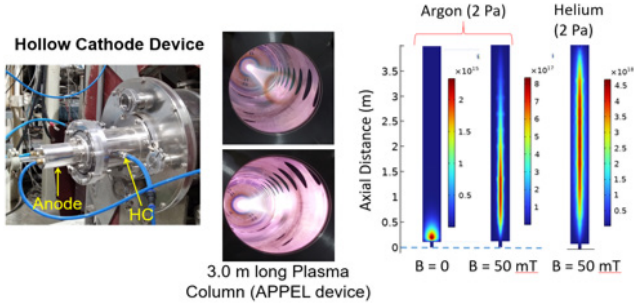 Hollow Cathode Device
Anode
HC
3.0 m long Plasma
Column (APPEL device)
Argon (2 Pa)
Helium
(2 Pa)
Axial Distance (m)
3.5
3
2.5
2
1.5
1
0.5
0
2.5
2
1.5
1
0.5
×10¹⁷
8
7
6
5
4
3
2
1
0
4.5
4
3.5
3
2.5
2
1.5
1
0.5
B = 0
B = 50 mT
B = 50 mT